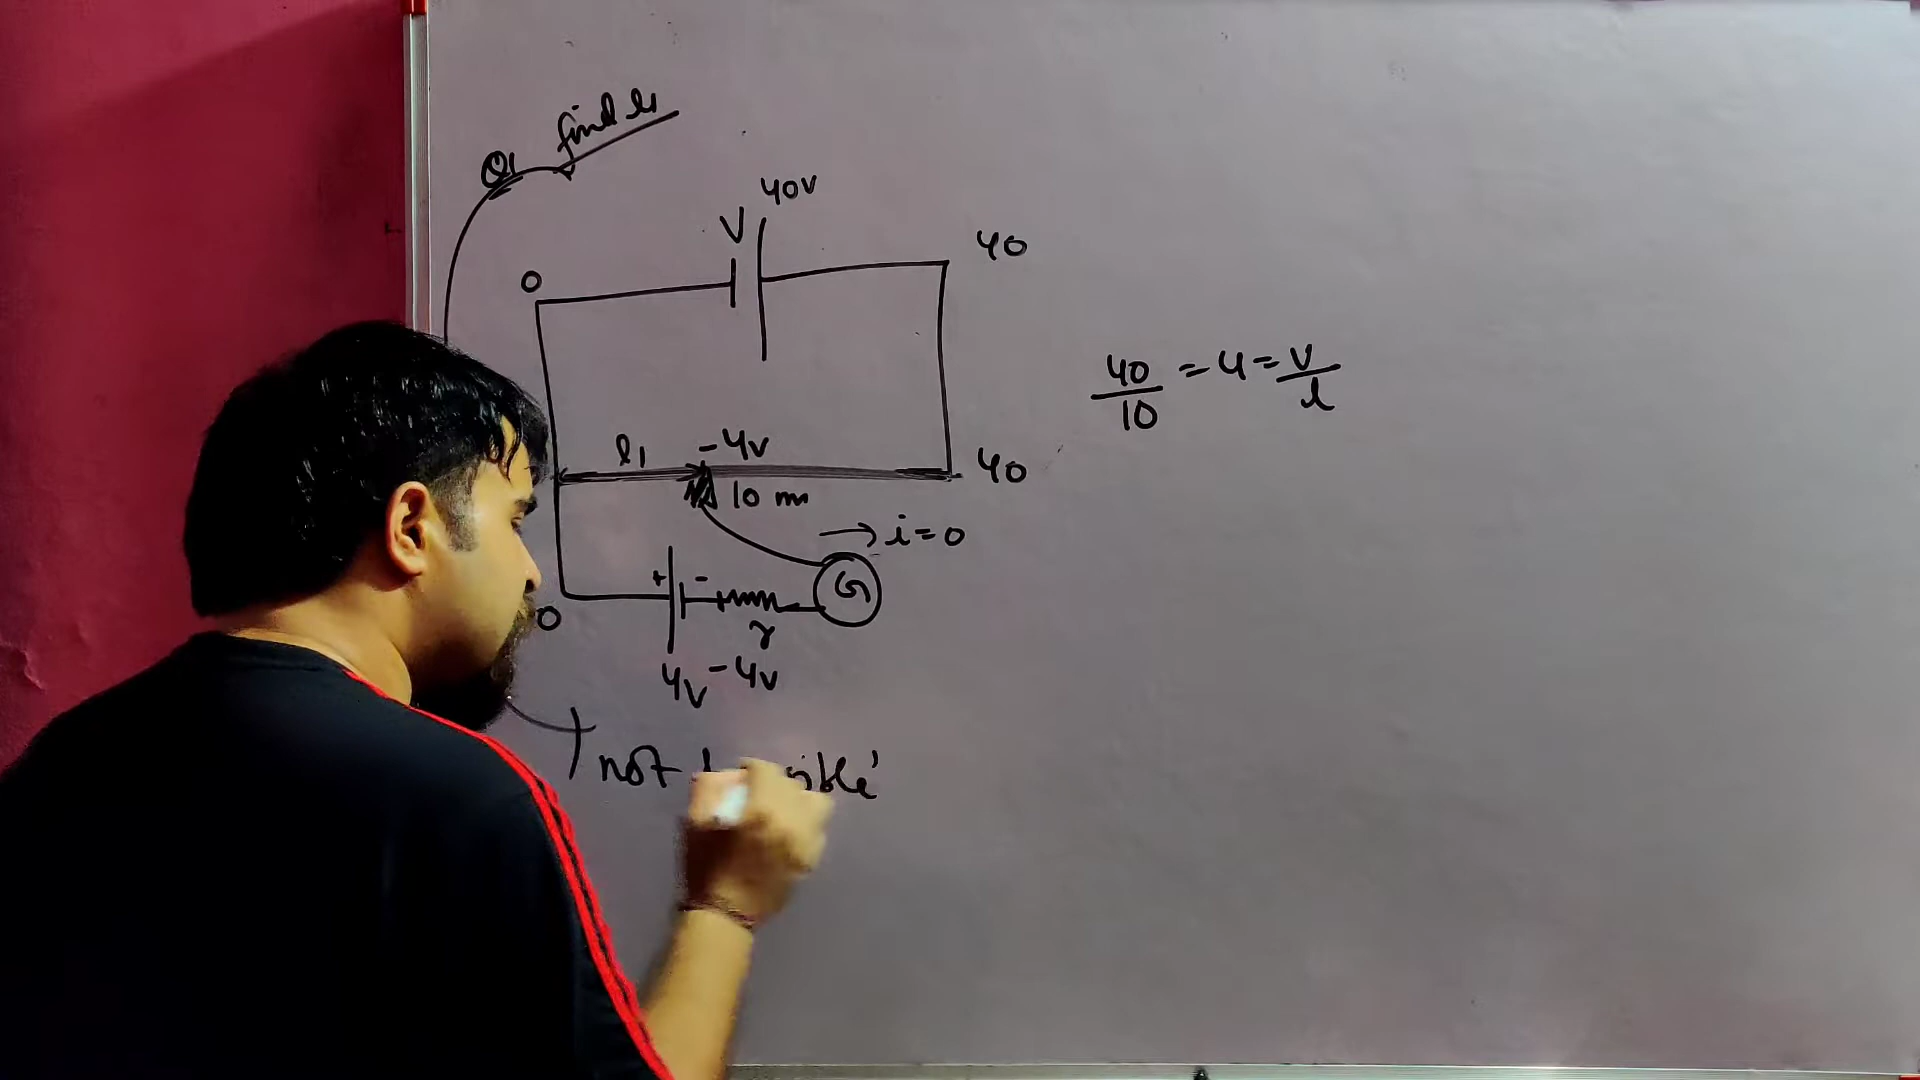 Q1 find l1
40V
V
0
40
40/10 = 4 = V/l
l1 -4V
40
10 m
→ i=0
+ -
G
0
r
4V -4V
not